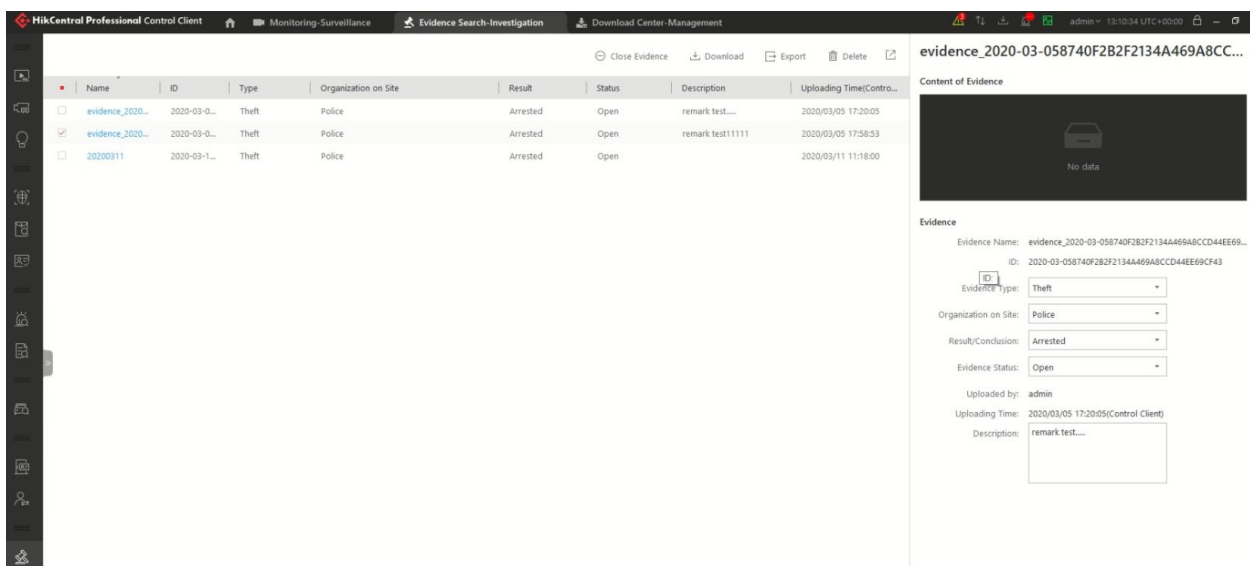 HikCentral Professional Control Client
Monitoring-Surveillance
Evidence Search-Investigation
Download Center-Management
admin 13:10:34 UTC+00:00
Close Evidence Download Export Delete
Name ID Type Organization on Site Result Status Description Uploading Time(Contro...
evidence_2020... 2020-03-0... Theft Police Arrested Open remark test..... 2020/03/05 17:20:05
evidence_2020... 2020-03-0... Theft Police Arrested Open remark test11111 2020/03/05 17:58:53
20200311 2020-03-1... Theft Police Arrested Open 2020/03/11 11:18:00
evidence_2020-03-058740F2B2F2134A469A8CC...
Content of Evidence
No data
Evidence
Evidence Name: evidence_2020-03-058740F2B2F2134A469A8CCD44EE69...
ID: 2020-03-058740F2B2F2134A469A8CCD44EE69CF43
ID:
Evidence Type: Theft
Organization on Site: Police
Result/Conclusion: Arrested
Evidence Status: Open
Uploaded by: admin
Uploading Time: 2020/03/05 17:20:05(Control Client)
Description: remark test.....